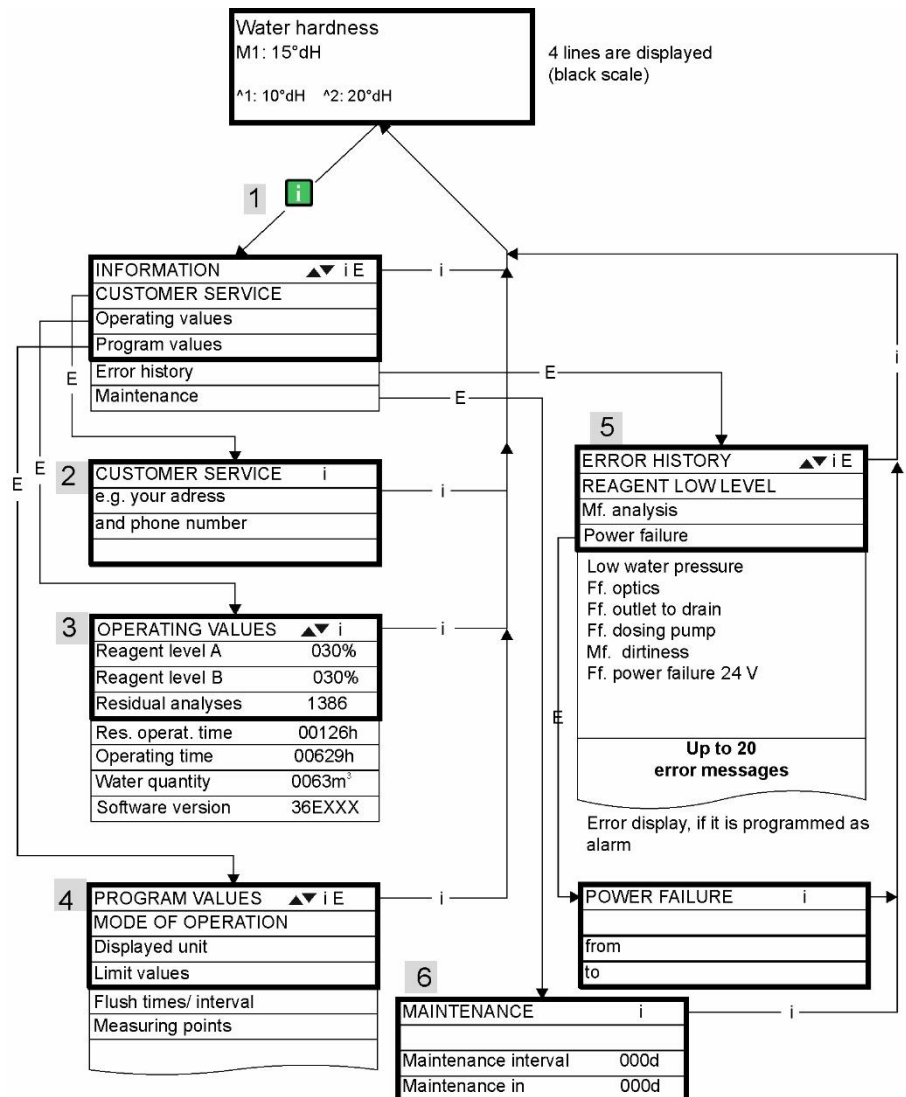 Water hardness
M1: 15°dH
^1: 10°dH ^2: 20°dH
4 lines are displayed
(black scale)
1
i
INFORMATION ▲▼ i E
CUSTOMER SERVICE
Operating values
Program values
Error history
Maintenance
i
E
E
E
E
E
i
2
CUSTOMER SERVICE i
e.g. your adress
and phone number
i
3
OPERATING VALUES ▲▼ i
Reagent level A 030%
Reagent level B 030%
Residual analyses 1386
Res. operat. time 00126h
Operating time 00629h
Water quantity 0063m³
Software version 36EXXX
i
4
PROGRAM VALUES ▲▼ i E
MODE OF OPERATION
Displayed unit
Limit values
Flush times/ interval
Measuring points
i
5
ERROR HISTORY ▲▼ i E
REAGENT LOW LEVEL
Mf. analysis
Power failure
Low water pressure
Ff. optics
Ff. outlet to drain
Ff. dosing pump
Mf. dirtiness
Ff. power failure 24 V
Up to 20
error messages
E
Error display, if it is programmed as
alarm
POWER FAILURE i
from
to
6
MAINTENANCE i
Maintenance interval 000d
Maintenance in 000d
i